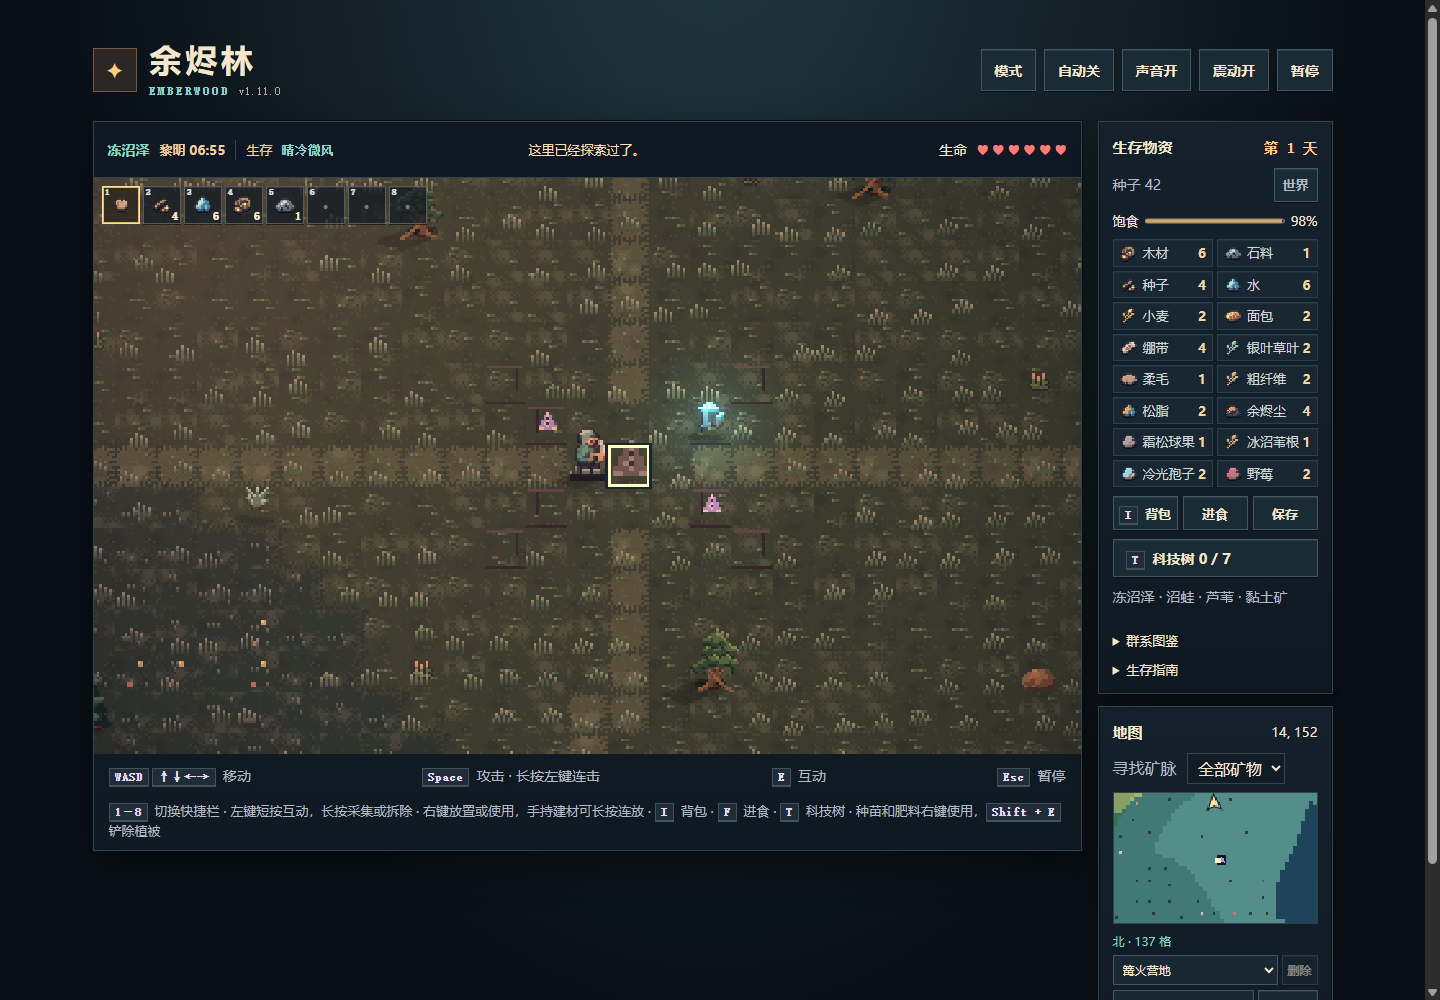 余烬林
EMBERWOOD v1.11.0
模式 自动关 声音开 震动开 暂停
冻沼泽 黎明 06:55 生存 晴冷微风 这里已经探索过了。 生命
1 2 3 4 5 6 7 8
4 6 6 1
WASD ↑↓←→ 移动 Space 攻击 · 长按左键连击 E 互动 Esc 暂停
1-8 切换快捷栏 · 左键短按互动，长按采集或拆除 · 右键放置或使用，手持建材可长按连放 · I 背包 · F 进食 · T 科技树 · 种苗和肥料右键使用， Shift + E
铲除植被
生存物资 第 1 天
种子 42 世界
饱食 98%
木材 6 石料 1
种子 4 水 6
小麦 2 面包 2
绷带 4 银叶草叶 2
柔毛 1 粗纤维 2
松脂 2 余烬尘 4
霜松球果 1 冰沼苇根 1
冷光孢子 2 野莓 2
I 背包 进食 保存
T 科技树 0 / 7
冻沼泽 · 沼蛙 · 芦苇 · 黏土矿
▶ 群系图鉴
▶ 生存指南
地图 14, 152
寻找矿脉 全部矿物
北 · 137 格
篝火营地 删除